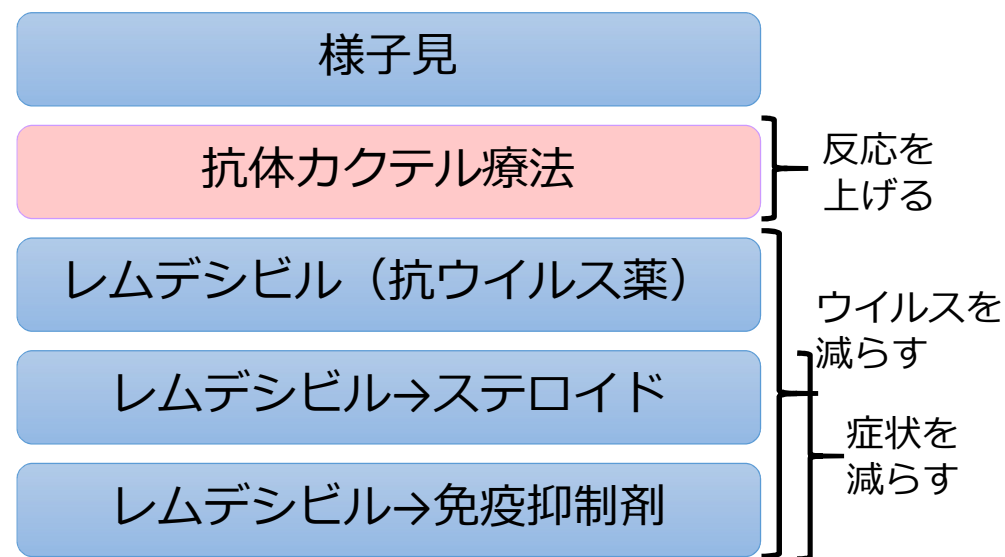 様子見
抗体カクテル療法
反応を
上げる
レムデシビル（抗ウイルス薬）
ウイルスを
減らす
レムデシビル→ステロイド
症状を
減らす
レムデシビル→免疫抑制剤